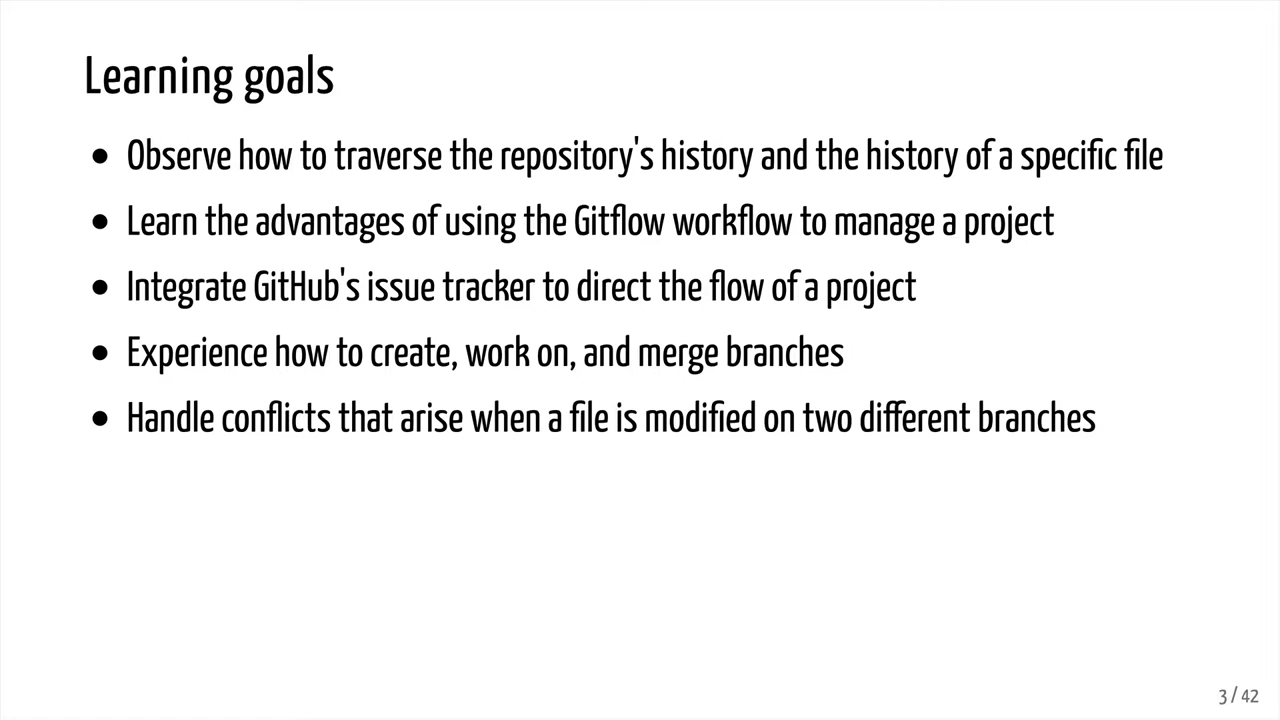 Learning goals
• Observe how to traverse the repository's history and the history of a specific file
• Learn the advantages of using the Gitflow workflow to manage a project
• Integrate GitHub's issue tracker to direct the flow of a project
• Experience how to create, work on, and merge branches
• Handle conflicts that arise when a file is modified on two different branches
3 / 42